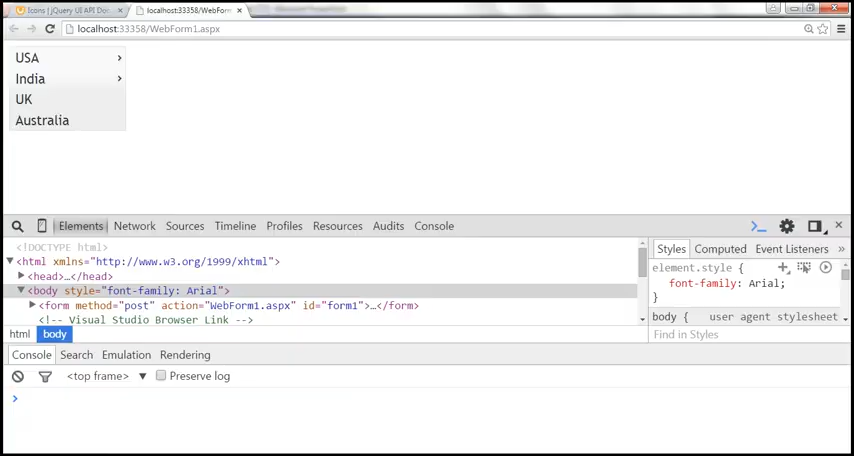 Icons | jQuery UI API Doc
localhost:33358/WebForm
localhost:33358/WebForm1.aspx
USA
India
UK
Australia
Elements Network Sources Timeline Profiles Resources Audits Console
<!DOCTYPE html>
<html xmlns="http://www.w3.org/1999/xhtml">
<head>…</head>
<body style="font-family: Arial">
<form method="post" action="WebForm1.aspx" id="form1">…</form>
<!-- Visual Studio Browser Link -->
html body
Styles Computed Event Listeners »
element.style {
font-family: Arial;
}
body { user agent stylesheet
Find in Styles
Console Search Emulation Rendering
<top frame> ▼ Preserve log